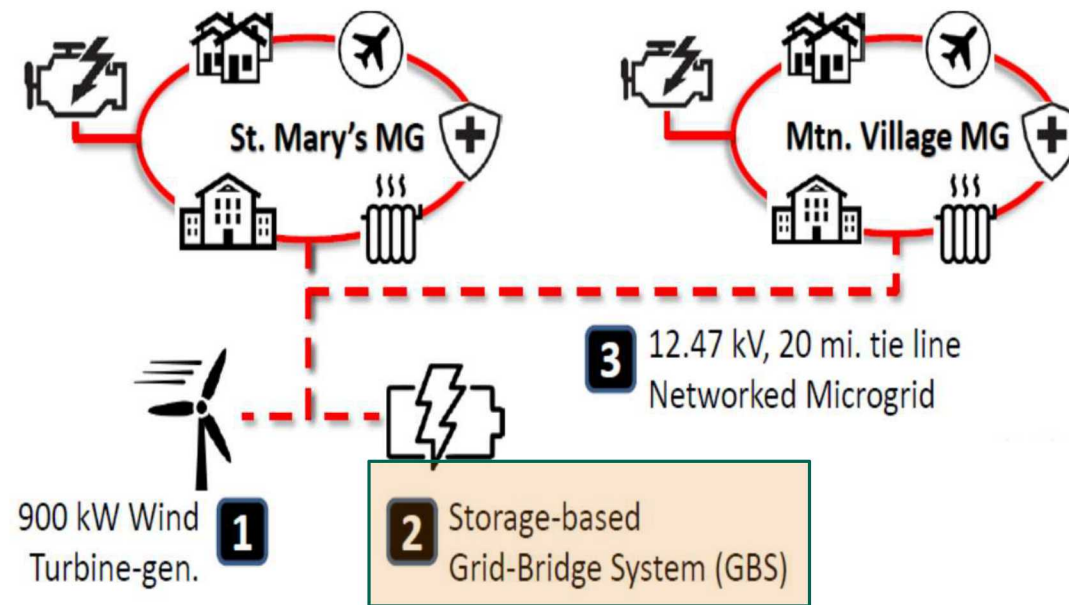 St. Mary's MG
Mtn. Village MG
3 12.47 kV, 20 mi. tie line
Networked Microgrid
900 kW Wind
Turbine-gen.
1
2 Storage-based
Grid-Bridge System (GBS)